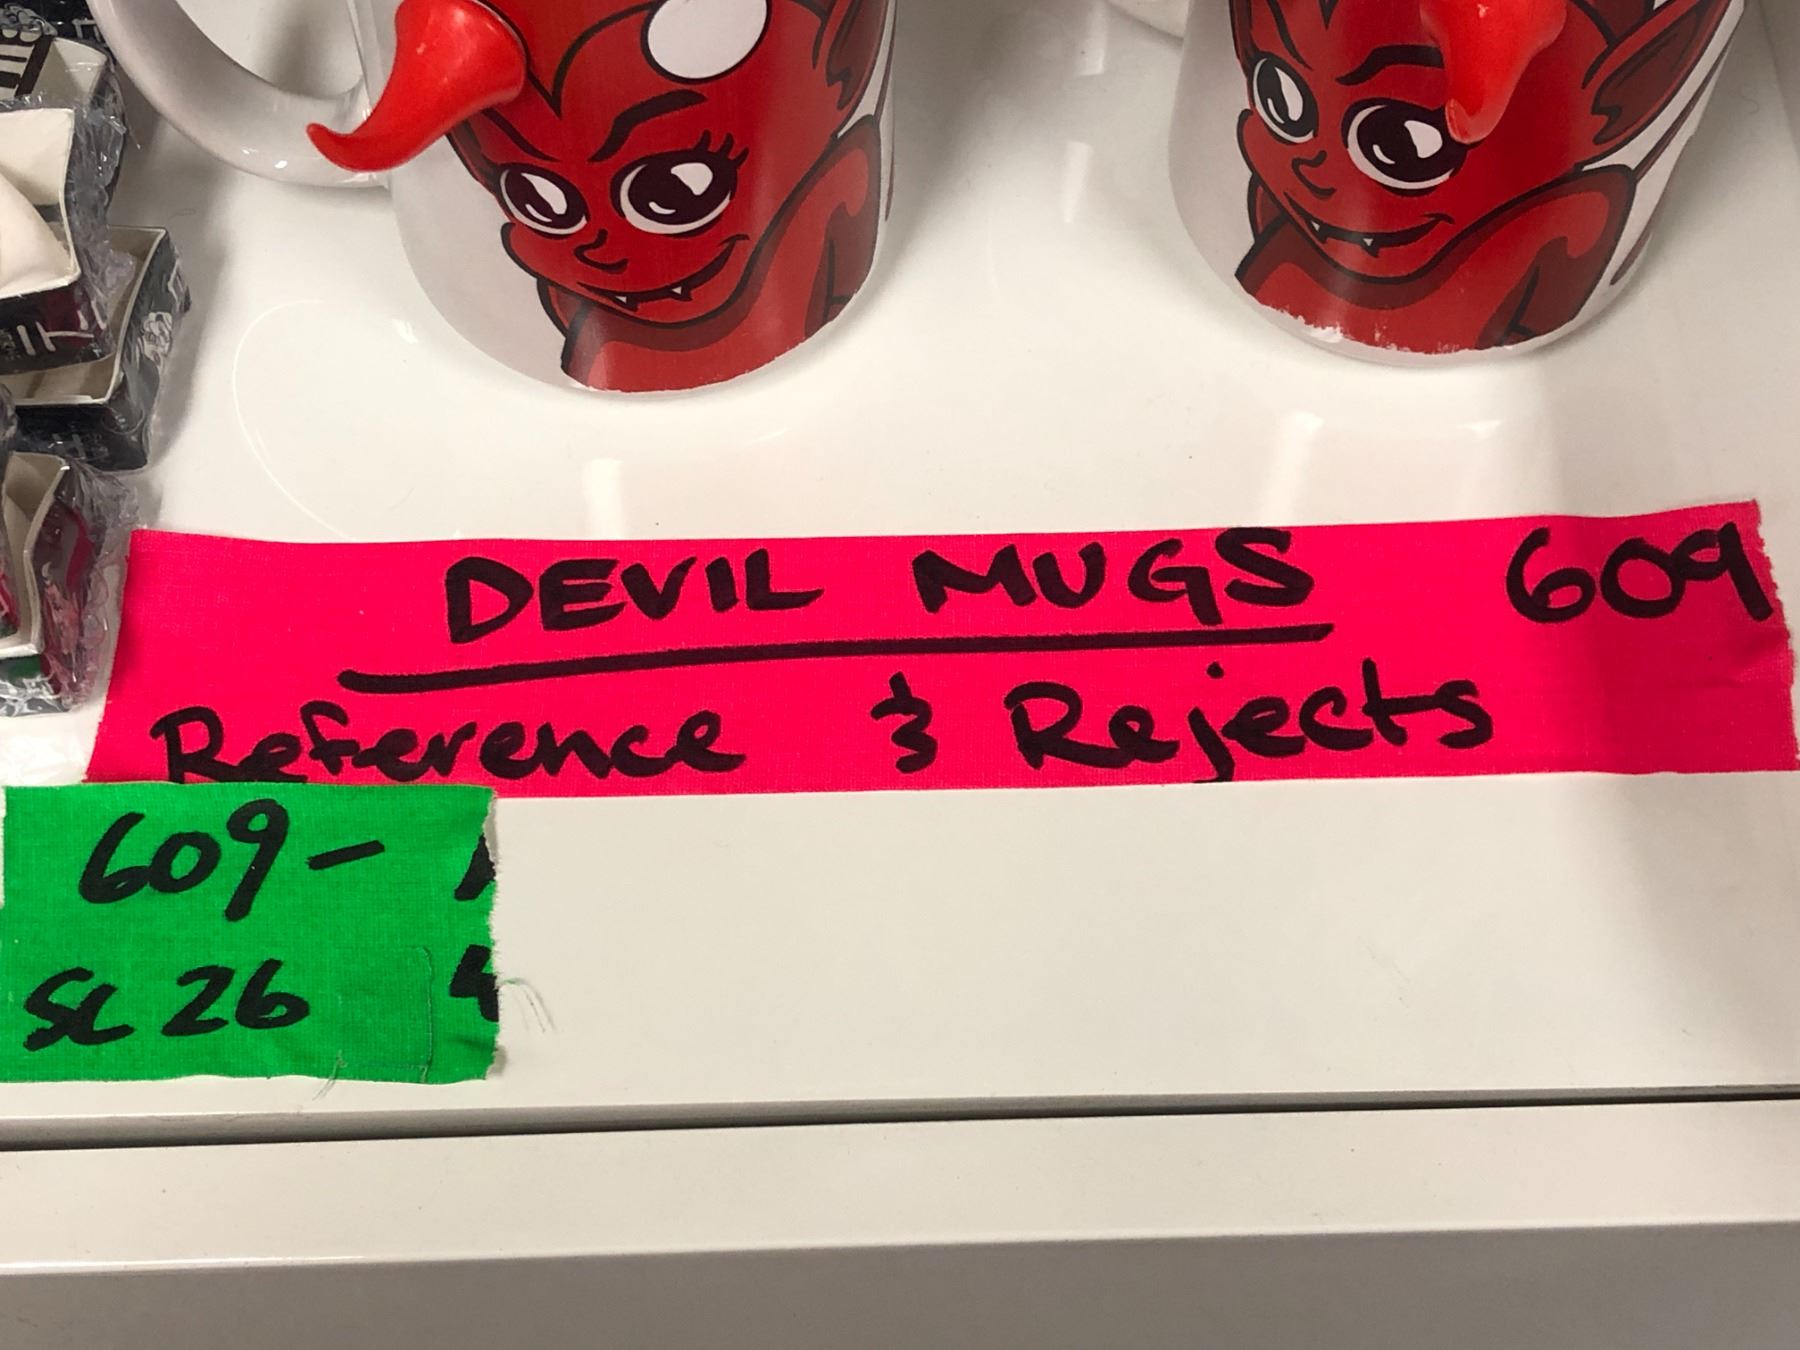 DEVIL MUGS 609
Reference & Rejects
609-
SC 26